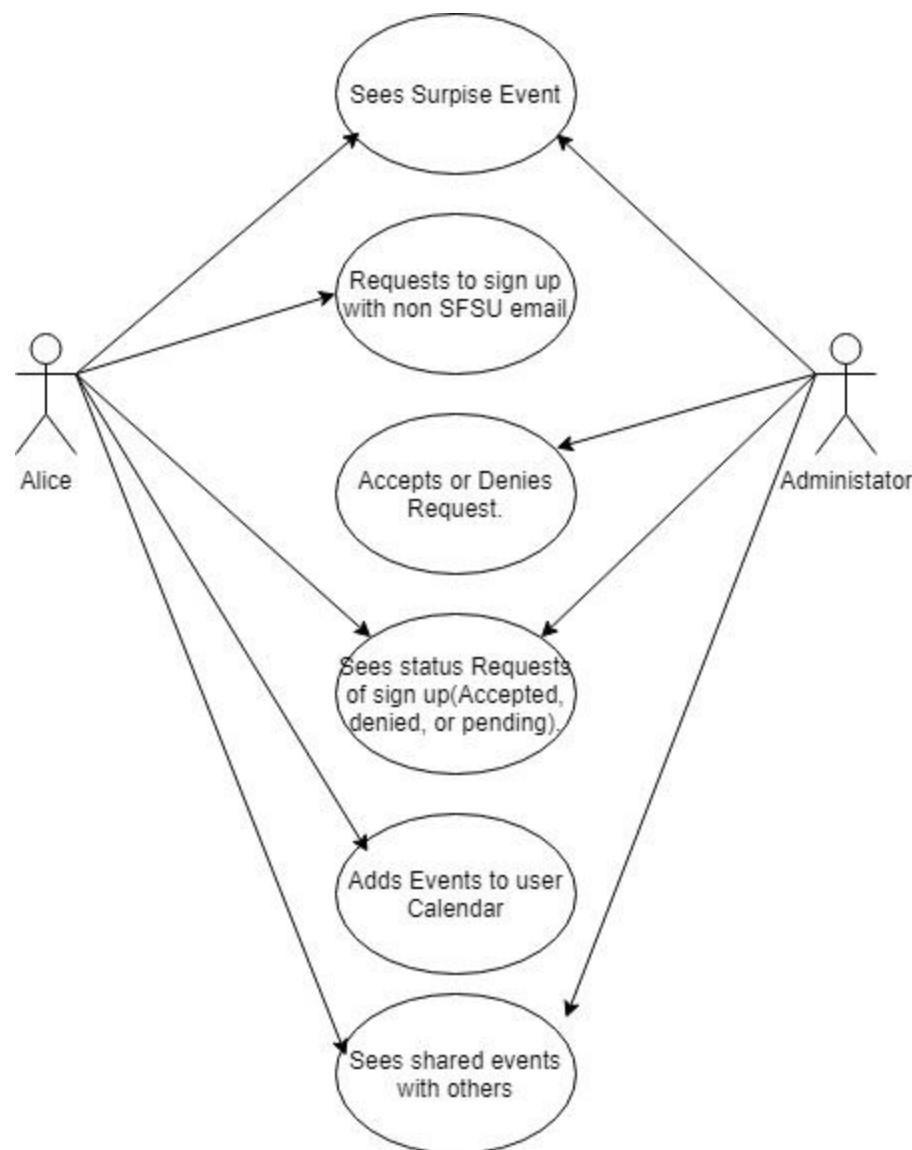 Sees Surpise Event
Requests to sign up
with non SFSU email
Alice
Administator
Accepts or Denies
Request.
Sees status Requests
of sign up(Accepted,
denied, or pending).
Adds Events to user
Calendar
Sees shared events
with others